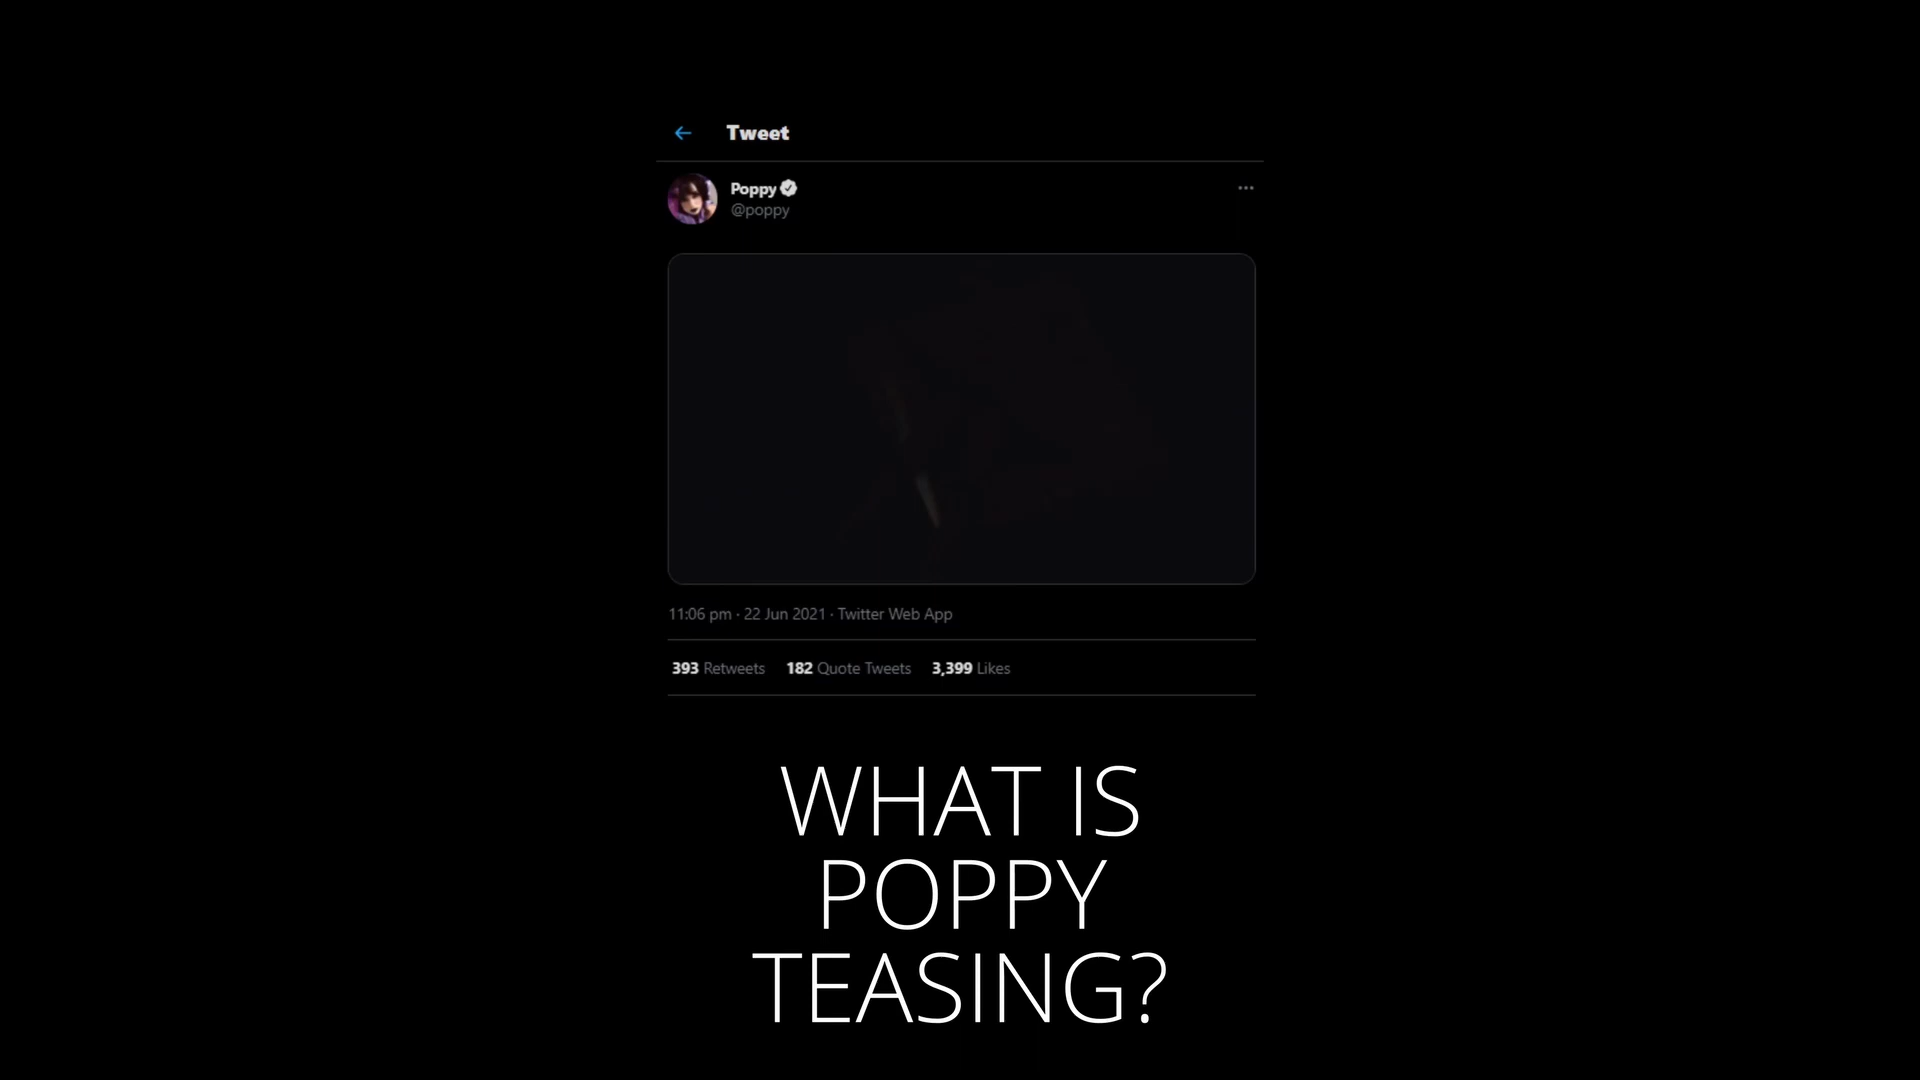 Tweet
Poppy
@poppy
11:06 pm · 22 Jun 2021 · Twitter Web App
393 Retweets 182 Quote Tweets 3,399 Likes
WHAT IS
POPPY
TEASING?